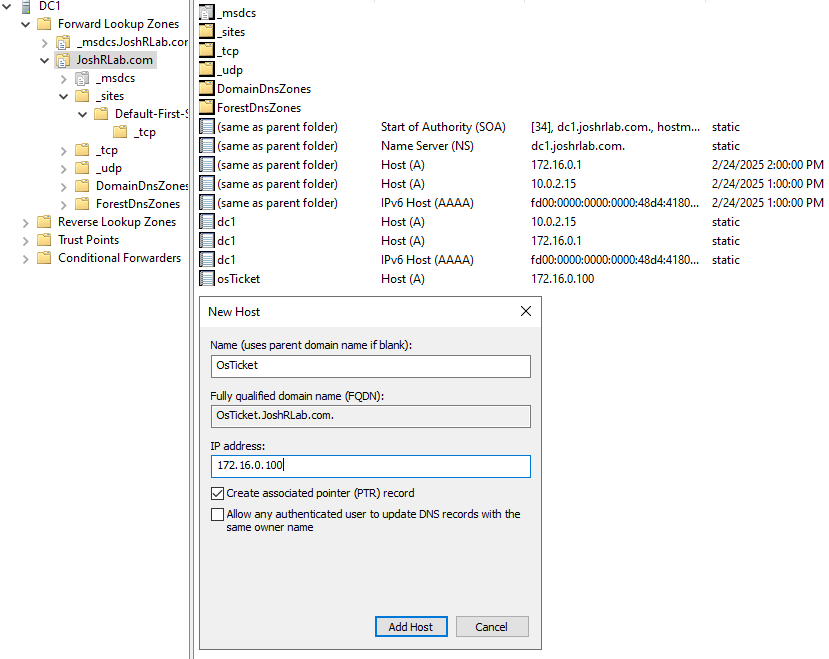 DC1
Forward Lookup Zones
_msdcs.JoshRLab.cor
JoshRLab.com
_msdcs
_sites
Default-First-S
_tcp
_tcp
_udp
DomainDnsZones
ForestDnsZones
Reverse Lookup Zones
Trust Points
Conditional Forwarders
_msdcs
_sites
_tcp
_udp
DomainDnsZones
ForestDnsZones
(same as parent folder) Start of Authority (SOA) [34], dc1.joshrlab.com., hostm... static
(same as parent folder) Name Server (NS) dc1.joshrlab.com. static
(same as parent folder) Host (A) 172.16.0.1 2/24/2025 2:00:00 PM
(same as parent folder) Host (A) 10.0.2.15 2/24/2025 1:00:00 PM
(same as parent folder) IPv6 Host (AAAA) fd00:0000:0000:0000:48d4:4180... 2/24/2025 1:00:00 PM
dc1 Host (A) 10.0.2.15 static
dc1 Host (A) 172.16.0.1 static
dc1 IPv6 Host (AAAA) fd00:0000:0000:0000:48d4:4180... static
osTicket Host (A) 172.16.0.100
New Host
Name (uses parent domain name if blank):
OsTicket
Fully qualified domain name (FQDN):
OsTicket.JoshRLab.com.
IP address:
172.16.0.100
Create associated pointer (PTR) record
Allow any authenticated user to update DNS records with the
same owner name
Add Host Cancel